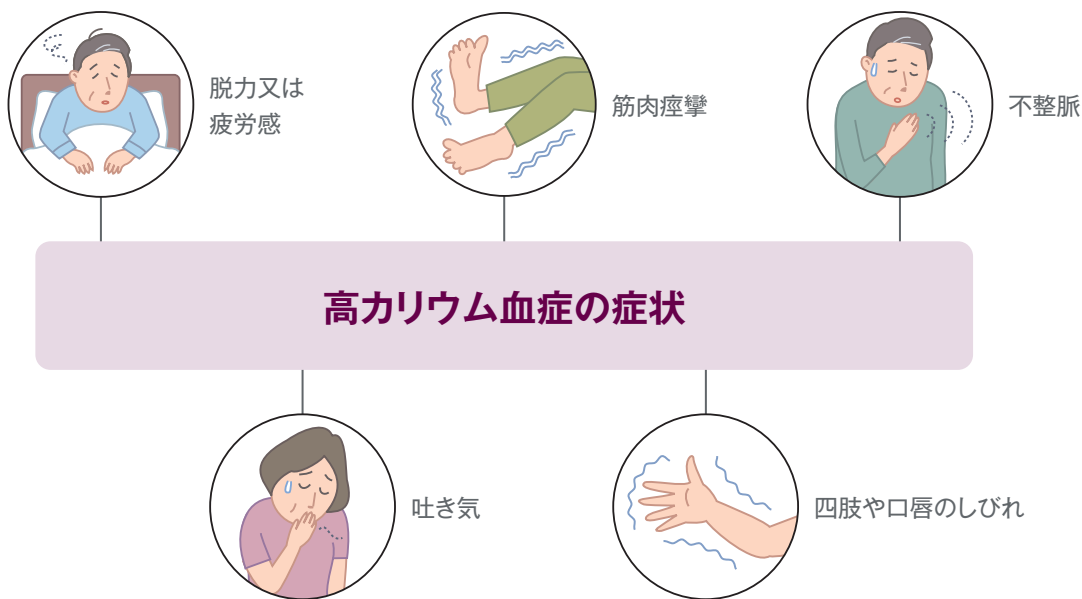 脱力又は
疲労感
筋肉痙攣
不整脈
高カリウム血症の症状
吐き気
四肢や口唇のしびれ